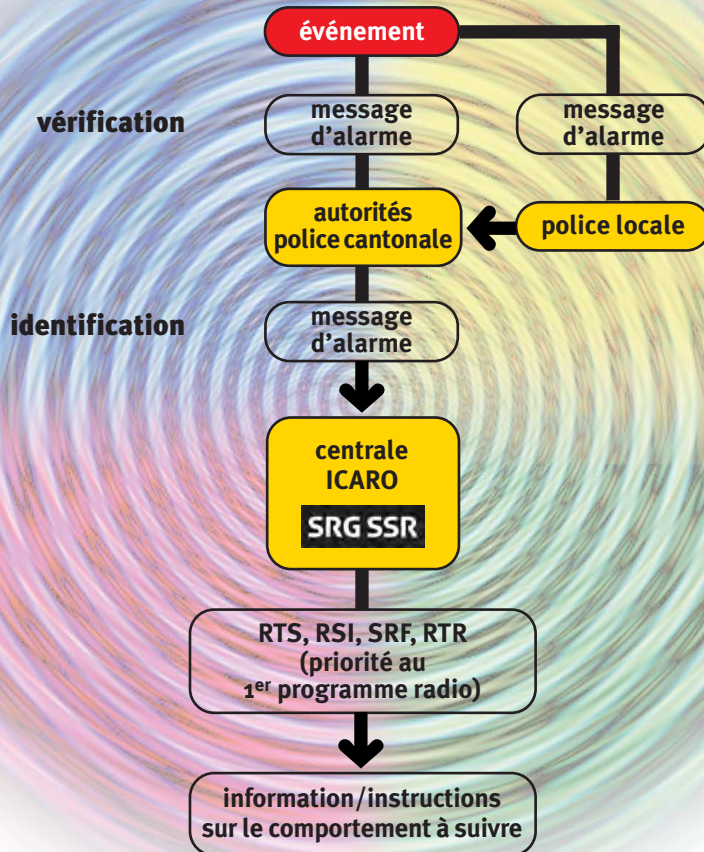 événement
vérification
message
d'alarme
message
d'alarme
autorités
police cantonale
police locale
identification
message
d'alarme
centrale
ICARO
SRG SSR
RTS, RSI, SRF, RTR
(priorité au
1er programme radio)
information/instructions
sur le comportement à suivre